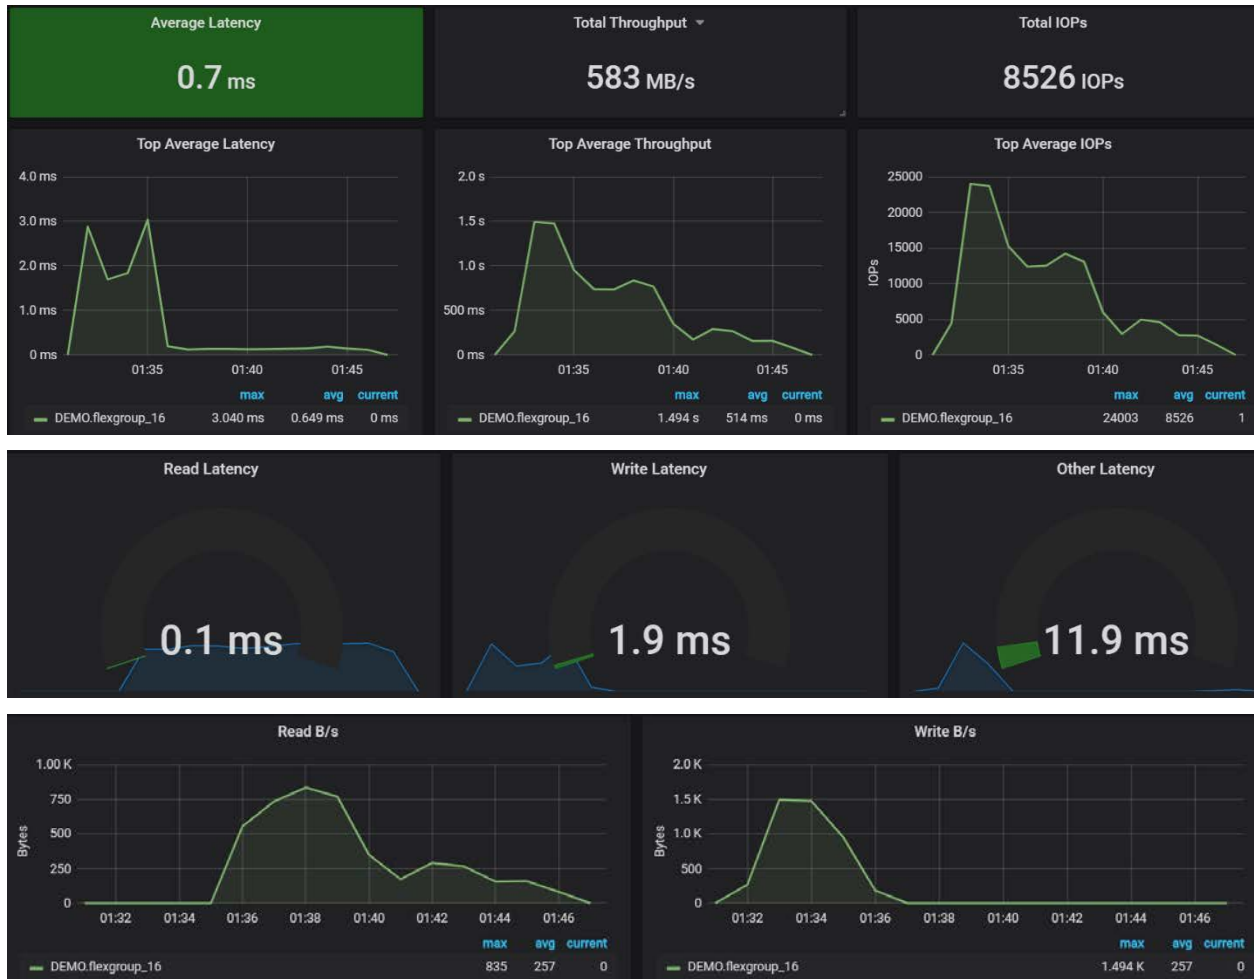 Average Latency
0.7 ms
Total Throughput
583 MB/s
Total IOPs
8526 IOPs
Top Average Latency
4.0 ms
3.0 ms
2.0 ms
1.0 ms
0 ms
01:35 01:40 01:45
max avg current
DEMO.flexgroup_16 3.040 ms 0.649 ms 0 ms
Top Average Throughput
2.0 s
1.5 s
1.0 s
500 ms
0 ms
01:35 01:40 01:45
max avg current
DEMO.flexgroup_16 1.494 s 514 ms 0 ms
Top Average IOPs
IOPs
25000
20000
15000
10000
5000
0
01:35 01:40 01:45
max avg current
DEMO.flexgroup_16 24003 8526 1
Read Latency
0.1 ms
Write Latency
1.9 ms
Other Latency
11.9 ms
Read B/s
Bytes
1.00 K
750
500
250
0
01:32 01:34 01:36 01:38 01:40 01:42 01:44 01:46
max avg current
DEMO.flexgroup_16 835 257 0
Write B/s
Bytes
2.0 K
1.5 K
1.0 K
500
0
01:32 01:34 01:36 01:38 01:40 01:42 01:44 01:46
max avg current
DEMO.flexgroup_16 1.494 K 257 0